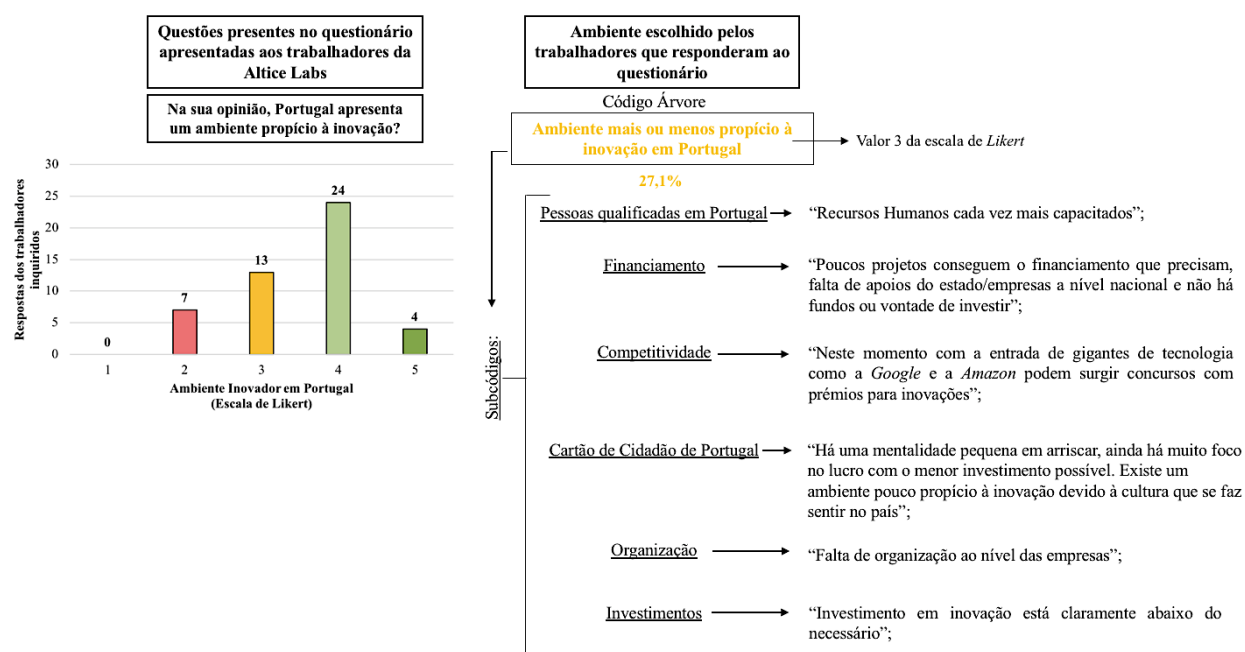 Questões presentes no questionário
apresentadas aos trabalhadores da
Altice Labs
Na sua opinião, Portugal apresenta
um ambiente propício à inovação?
Respostas dos trabalhadores
inquiridos
30
25
20
15
10
5
0
0
7
13
24
4
1
2
3
4
5
Ambiente Inovador em Portugal
(Escala de Likert)
Ambiente escolhido pelos
trabalhadores que responderam ao
questionário
Código Árvore
Ambiente mais ou menos propício à
inovação em Portugal
Valor 3 da escala de Likert
27,1%
Subcódigos:
Pessoas qualificadas em Portugal
“Recursos Humanos cada vez mais capacitados”;
Financiamento
“Poucos projetos conseguem o financiamento que precisam,
falta de apoios do estado/empresas a nível nacional e não há
fundos ou vontade de investir”;
Competitividade
“Neste momento com a entrada de gigantes de tecnologia
como a Google e a Amazon podem surgir concursos com
prémios para inovações”;
Cartão de Cidadão de Portugal
“Há uma mentalidade pequena em arriscar, ainda há muito foco
no lucro com o menor investimento possível. Existe um
ambiente pouco propício à inovação devido à cultura que se faz
sentir no país”;
Organização
“Falta de organização ao nível das empresas”;
Investimentos
“Investimento em inovação está claramente abaixo do
necessário”;